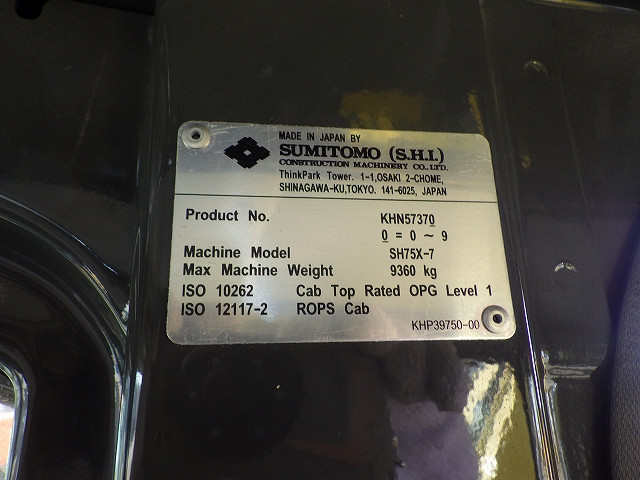 MADE IN JAPAN BY
SUMITOMO (S.H.I.)
CONSTRUCTION MACHINERY CO., LTD.
ThinkPark Tower. 1-1,OSAKI 2-CHOME,
SHINAGAWA-KU,TOKYO. 141-6025, JAPAN
Product No. KHN57370
0 = 0 ~ 9
Machine Model SH75X-7
Max Machine Weight 9360 kg
ISO 10262 Cab Top Rated OPG Level 1
ISO 12117-2 ROPS Cab
KHP39750-00